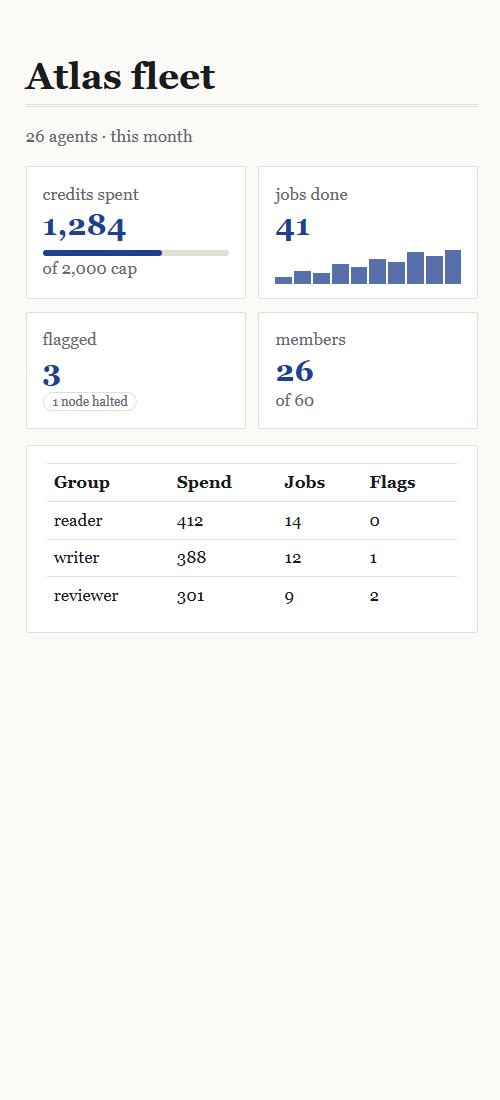 Atlas fleet
26 agents · this month
credits spent
1,284
of 2,000 cap
jobs done
41
flagged
3
1 node halted
members
26
of 60
Group Spend Jobs Flags
reader 412 14 0
writer 388 12 1
reviewer 301 9 2